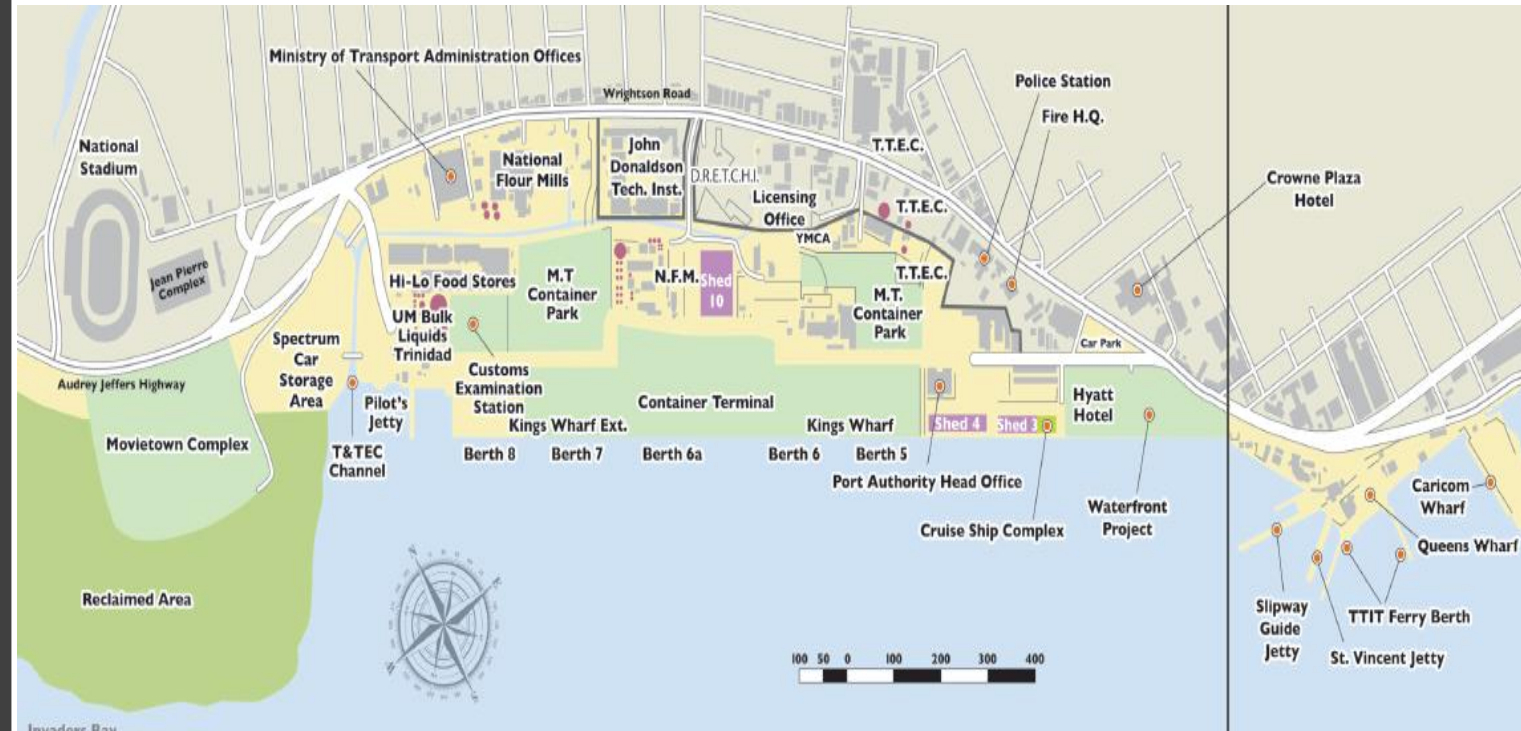 Ministry of Transport Administration Offices
Wrightson Road
Police Station
Fire H.Q.
National
Stadium
National
Flour Mills
John
Donaldson
Tech. Inst.
D.R.E.T.C.H.I.
T.T.E.C.
Licensing
Office
T.T.E.C.
YMCA
Crowne Plaza
Hotel
Jean Pierre
Complex
Hi-Lo Food Stores
M.T
Container
Park
N.F.M.
Shed
10
T.T.E.C.
M.T.
Container
Park
UM Bulk
Liquids
Trinidad
Spectrum
Car
Storage
Area
Car Park
Audrey Jeffers Highway
Customs
Examination
Station
Pilot's
Jetty
Container Terminal
Hyatt
Hotel
Movietown Complex
Kings Wharf Ext.
Kings Wharf
Shed 4
Shed 3
T&TEC
Channel
Berth 8
Berth 7
Berth 6a
Berth 6
Berth 5
Port Authority Head Office
Cruise Ship Complex
Waterfront
Project
Caricom
Wharf
Queens Wharf
Slipway
Guide
Jetty
TTIT Ferry Berth
St. Vincent Jetty
Reclaimed Area
N
E
S
W
100 50 0 100 200 300 400
Invaders Bay